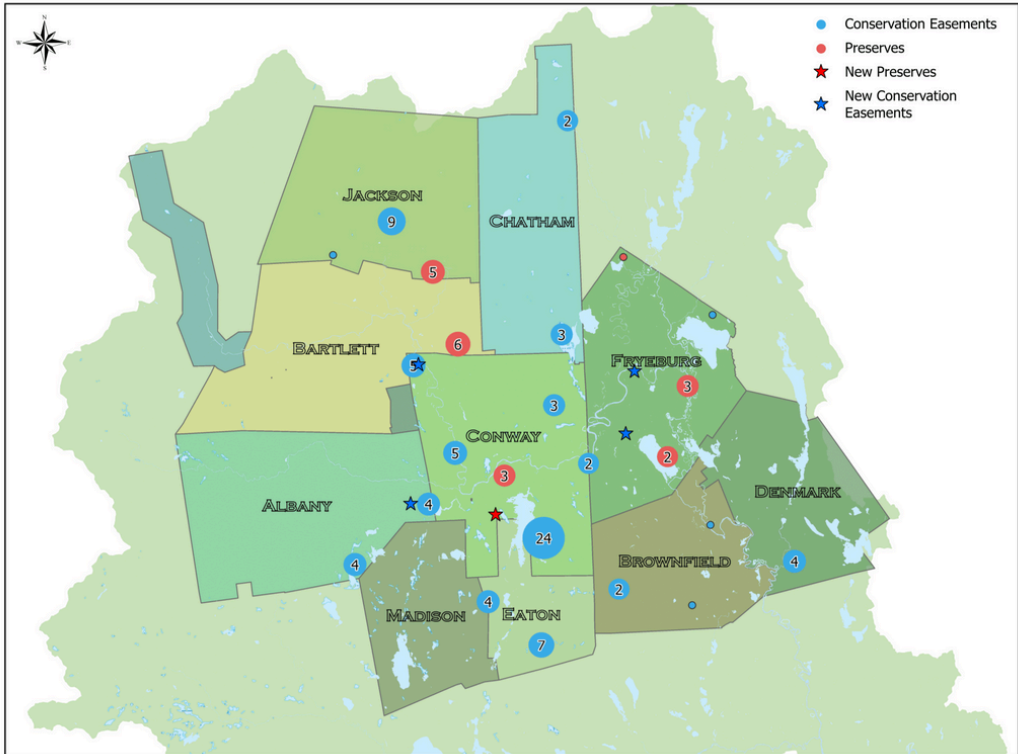 N
W E
S
Conservation Easements
Preserves
New Preserves
New Conservation
Easements
2
JACKSON
9
CHATHAM
5
3
6
BARTLETT
5
FRYEBURG
3
3
CONWAY
5
2
2
3
DENMARK
ALBANY
4
24
BROWNFIELD
4
4
2
4
MADISON
EATON
7